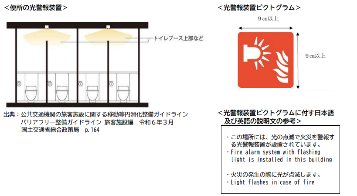 <便所の光警報装置>
トイレブース上部など
出典：公共交通機関の旅客施設に関する移動等円滑化整備ガイドライン
バリアフリー整備ガイドライン 旅客施設編 令和6年3月
国土交通省総合政策局 p.164
<光警報装置ピクトグラム>
9cm以上
9cm以上
<光警報装置ピクトグラムに付す日本語
及び英語の説明文の参考>
・この場所には、光の点滅で火災を警報す
る光警報装置が設置されています。
・Fire alarm system with flashing
light is installed in this building
・火災の発生の際に光が点滅します。
・Light flashes in case of fire